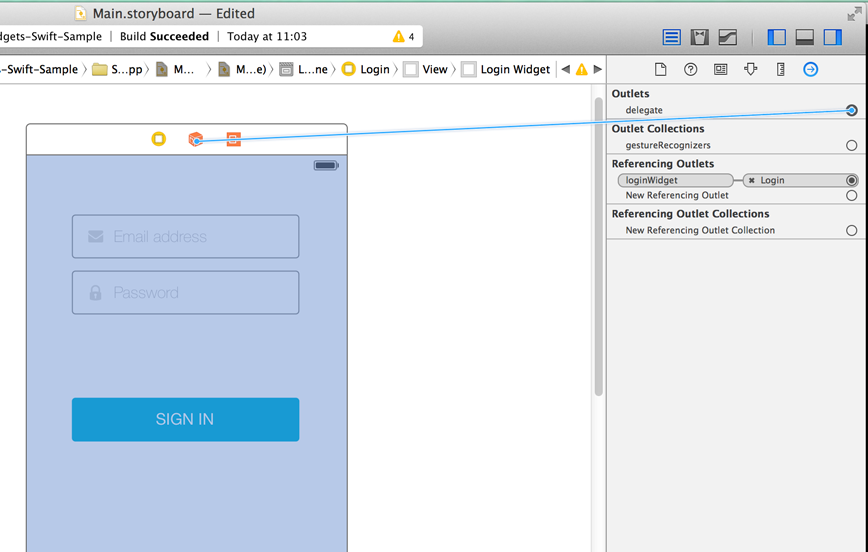 Main.storyboard — Edited
dgets-Swift-Sample | Build Succeeded | Today at 11:03 4
s-Swift-Sample S...pp M... M...e) L...ne Login View Login Widget
Outlets
delegate
Outlet Collections
gestureRecognizers
Referencing Outlets
loginWidget Login
New Referencing Outlet
Referencing Outlet Collections
New Referencing Outlet Collection
Email address
Password
SIGN IN